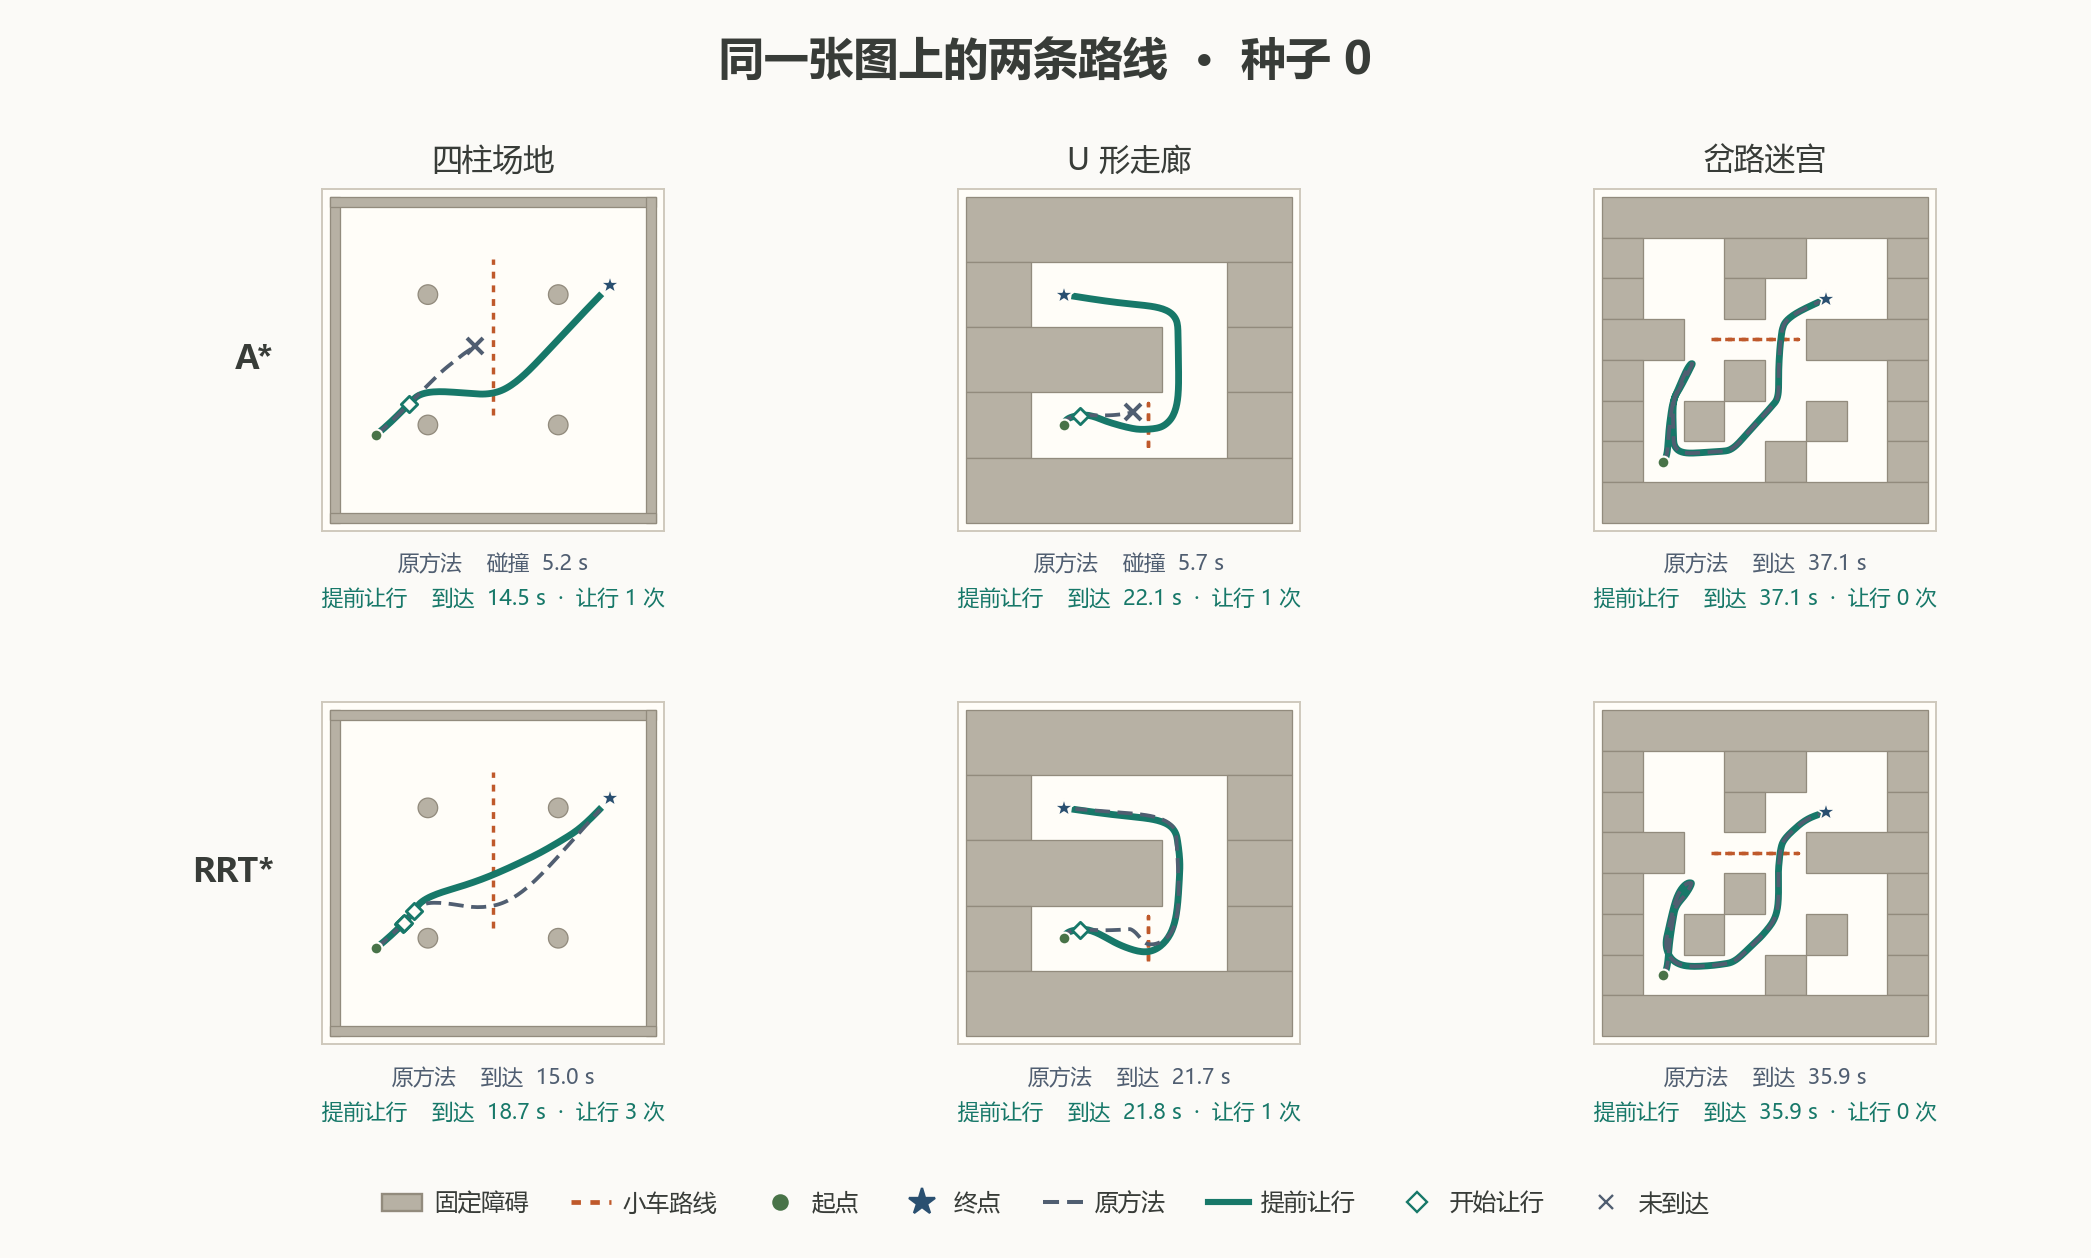 同一张图上的两条路线 · 种子 0
四柱场地
U 形走廊
岔路迷宫
A*
原方法 碰撞 5.2 s
提前让行 到达 14.5 s · 让行 1 次
原方法 碰撞 5.7 s
提前让行 到达 22.1 s · 让行 1 次
原方法 到达 37.1 s
提前让行 到达 37.1 s · 让行 0 次
RRT*
原方法 到达 15.0 s
提前让行 到达 18.7 s · 让行 3 次
原方法 到达 21.7 s
提前让行 到达 21.8 s · 让行 1 次
原方法 到达 35.9 s
提前让行 到达 35.9 s · 让行 0 次
固定障碍 小车路线 起点 终点 原方法 提前让行 开始让行 未到达